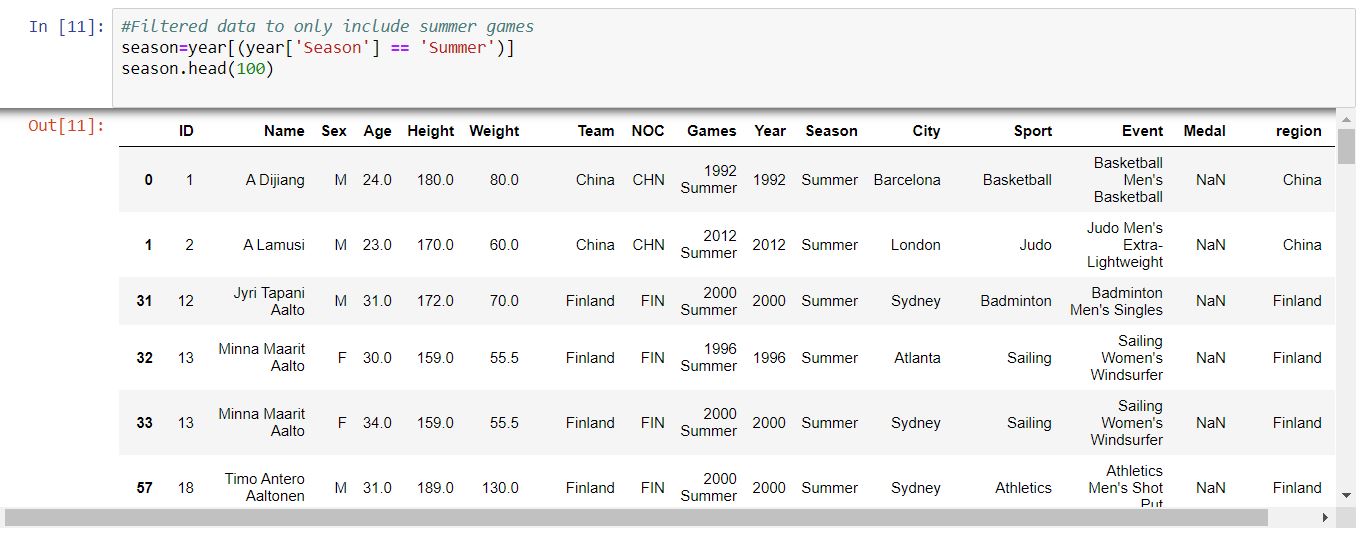 In [11]:
#Filtered data to only include summer games
season=year[(year['Season'] == 'Summer')]
season.head(100)
Out[11]:
ID Name Sex Age Height Weight Team NOC Games Year Season City Sport Event Medal region
0 1 A Dijiang M 24.0 180.0 80.0 China CHN 1992 Summer 1992 Summer Barcelona Basketball Basketball Men's Basketball NaN China
1 2 A Lamusi M 23.0 170.0 60.0 China CHN 2012 Summer 2012 Summer London Judo Judo Men's Extra-Lightweight NaN China
31 12 Jyri Tapani Aalto M 31.0 172.0 70.0 Finland FIN 2000 Summer 2000 Summer Sydney Badminton Badminton Men's Singles NaN Finland
32 13 Minna Maarit Aalto F 30.0 159.0 55.5 Finland FIN 1996 Summer 1996 Summer Atlanta Sailing Sailing Women's Windsurfer NaN Finland
33 13 Minna Maarit Aalto F 34.0 159.0 55.5 Finland FIN 2000 Summer 2000 Summer Sydney Sailing Sailing Women's Windsurfer NaN Finland
57 18 Timo Antero Aaltonen M 31.0 189.0 130.0 Finland FIN 2000 Summer 2000 Summer Sydney Athletics Athletics Men's Shot Put NaN Finland